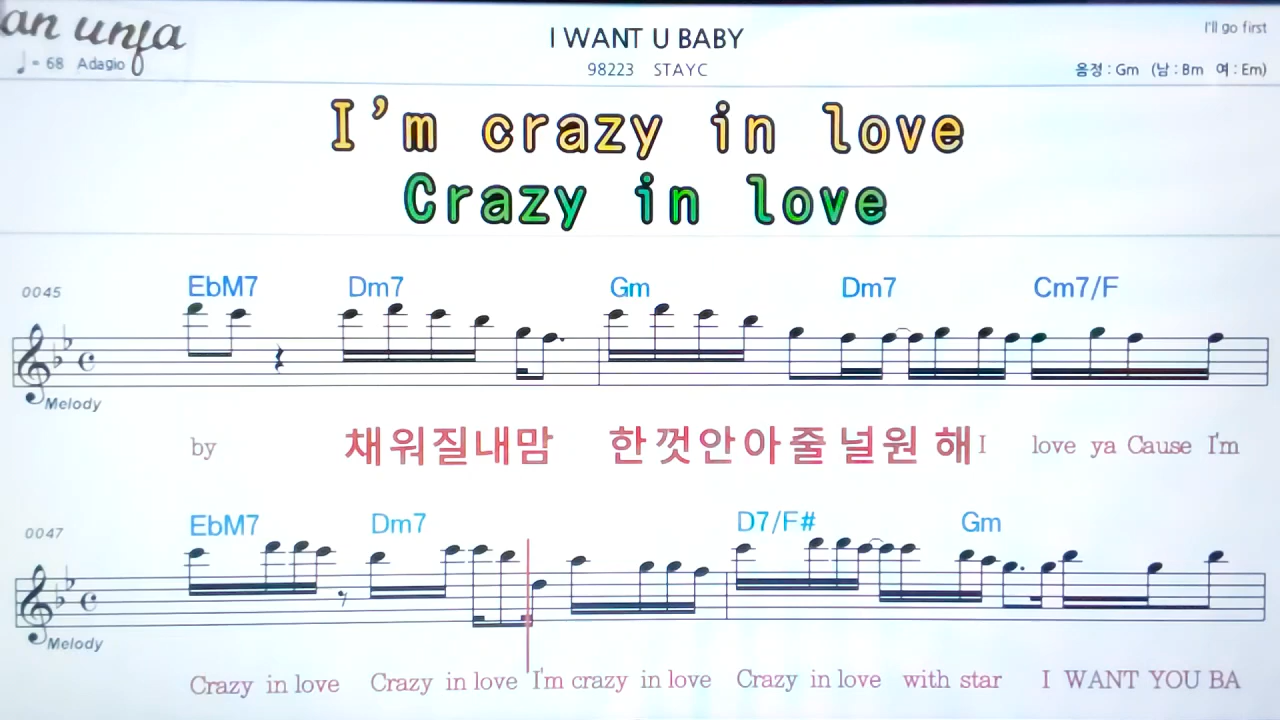 an unfa
I WANT U BABY
I'll go first
♩= 68 Adagio
98223 STAYC
음정 : Gm (남 : Bm 여 : Em)
I'm crazy in love
Crazy in love
0045 EbM7 Dm7 Gm Dm7 Cm7/F
Melody
by 채워질내맘 한껏안아줄널원해 I love ya Cause I'm
0047 EbM7 Dm7 D7/F# Gm
Melody
Crazy in love Crazy in love I'm crazy in love Crazy in love with star I WANT YOU BA